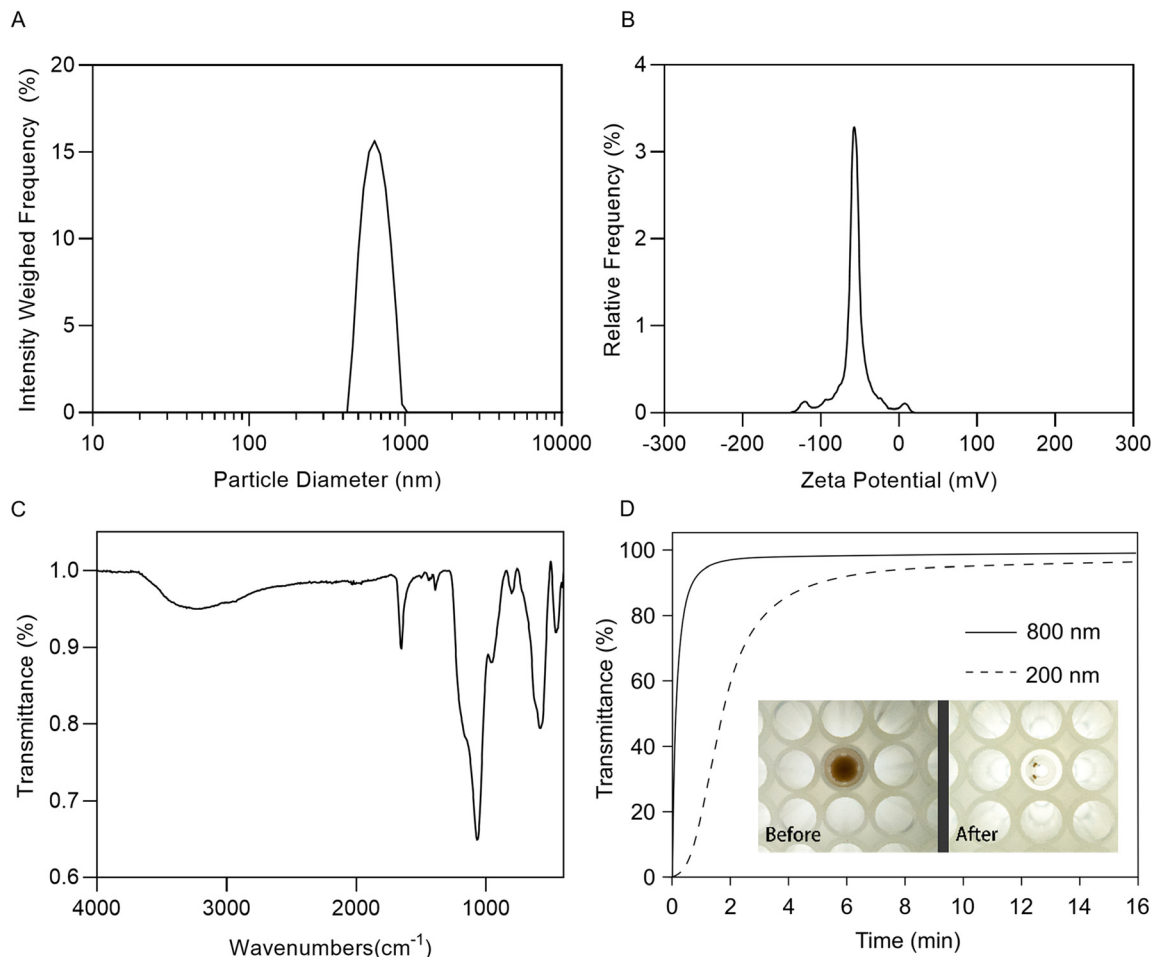 A
B
20
15
10
5
0
Intensity Weighed Frequency (%)
10
100
1000
10000
Particle Diameter (nm)
4
3
2
1
0
Relative Frequency (%)
-300
-200
-100
0
100
200
300
Zeta Potential (mV)
C
D
1.0
0.9
0.8
0.7
0.6
Transmittance (%)
4000
3000
2000
1000
Wavenumbers(cm⁻¹)
100
80
60
40
20
0
Transmittance (%)
800 nm
200 nm
Before
After
0
2
4
6
8
10
12
14
16
Time (min)